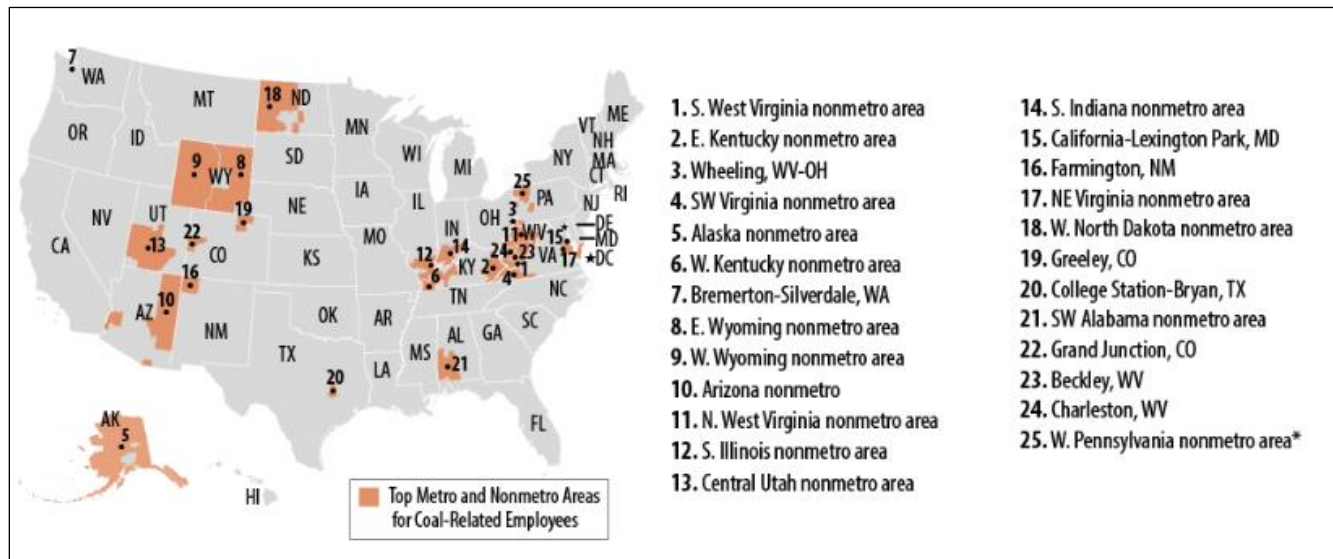 7
WA
MT
18
ND
ME
OR
ID
MN
VT
NH
MA
CT
RI
WI
MI
NY
SD
9
WY
8
25
PA
NJ
NV
UT
19
NE
IA
IL
IN
OH
3
DE
MD
DC
CA
13
22
CO
KS
MO
12
14
KY
11
WV
15
*
24
23
VA
17
2
1
4
6
16
AZ
10
NM
OK
AR
TN
NC
SC
MS
AL
GA
TX
LA
20
21
FL
AK
5
HI
Top Metro and Nonmetro Areas
for Coal-Related Employees
1. S. West Virginia nonmetro area
2. E. Kentucky nonmetro area
3. Wheeling, WV-OH
4. SW Virginia nonmetro area
5. Alaska nonmetro area
6. W. Kentucky nonmetro area
7. Bremerton-Silverdale, WA
8. E. Wyoming nonmetro area
9. W. Wyoming nonmetro area
10. Arizona nonmetro
11. N. West Virginia nonmetro area
12. S. Illinois nonmetro area
13. Central Utah nonmetro area
14. S. Indiana nonmetro area
15. California-Lexington Park, MD
16. Farmington, NM
17. NE Virginia nonmetro area
18. W. North Dakota nonmetro area
19. Greeley, CO
20. College Station-Bryan, TX
21. SW Alabama nonmetro area
22. Grand Junction, CO
23. Beckley, WV
24. Charleston, WV
25. W. Pennsylvania nonmetro area*